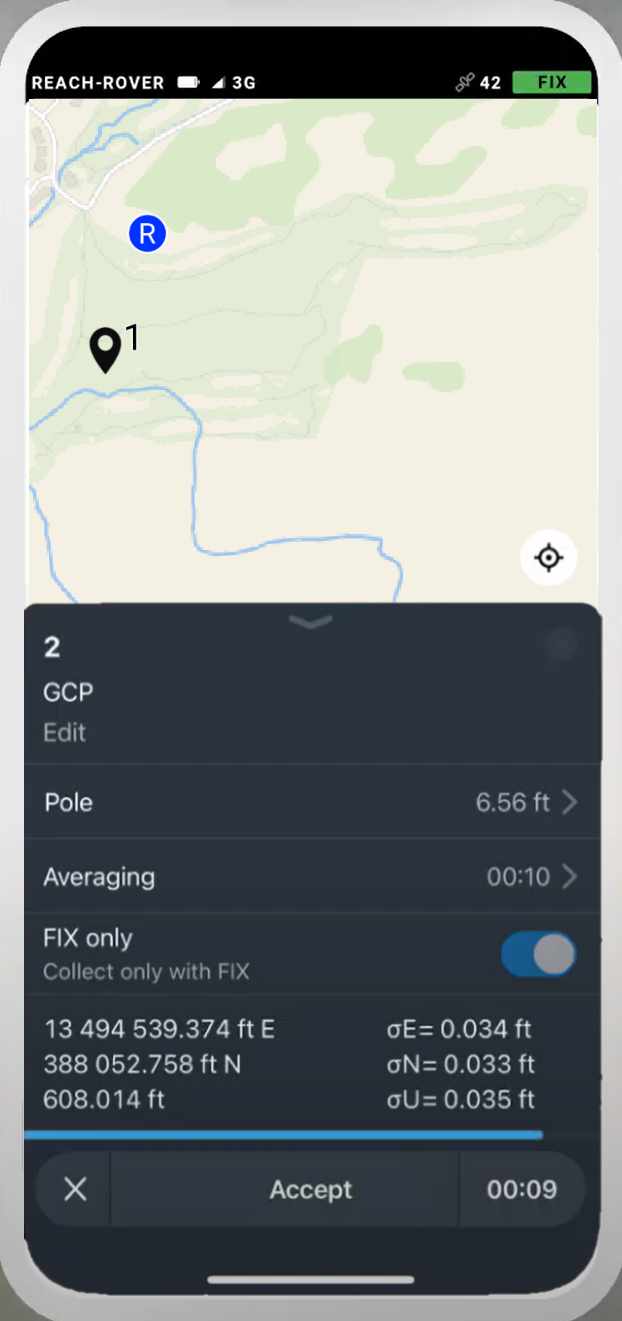 REACH-ROVER 3G 42 FIX
R
1
2
GCP
Edit
Pole 6.56 ft
Averaging 00:10
FIX only
Collect only with FIX
13 494 539.374 ft E σE= 0.034 ft
388 052.758 ft N σN= 0.033 ft
608.014 ft σU= 0.035 ft
Accept 00:09